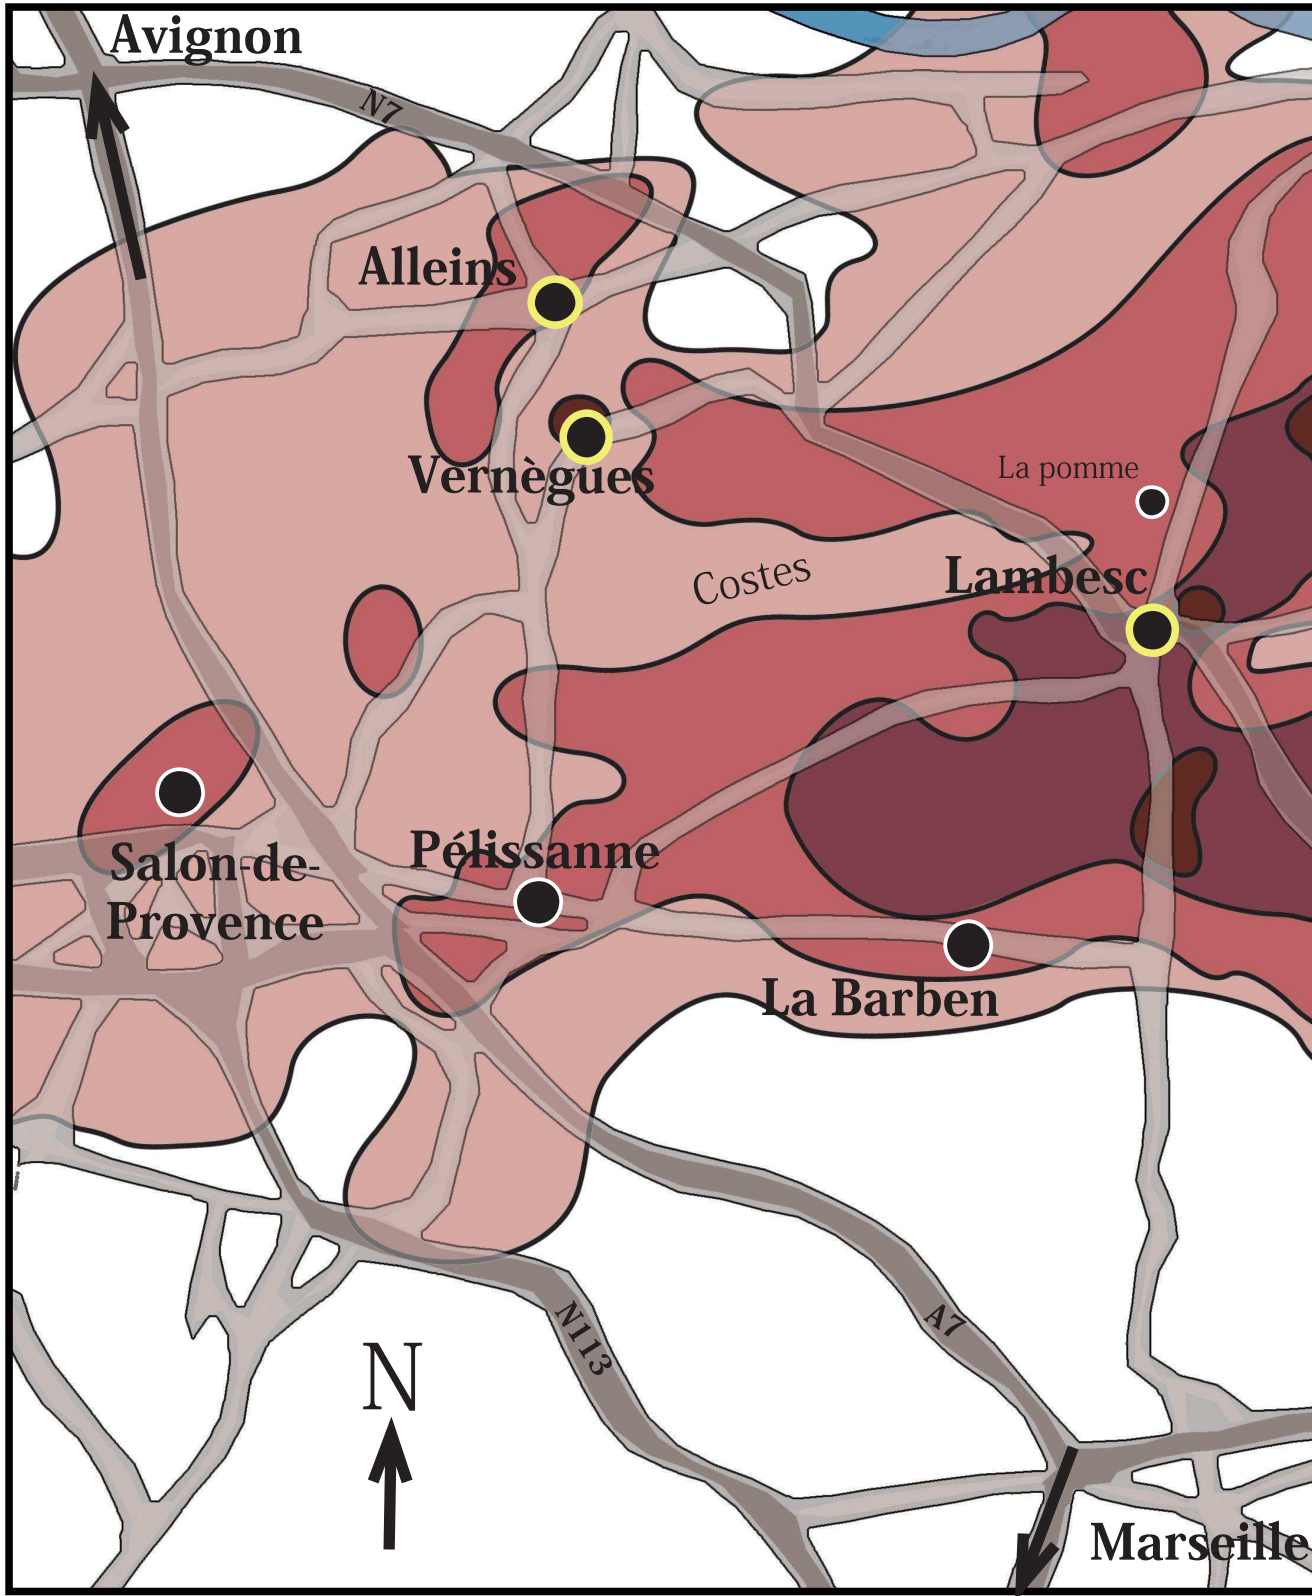 Avignon
N7
Alleins
Vernègues
La pomme
Costes
Lambesc
Pélissanne
Salon-de-
Provence
La Barben
N113
A7
N
Marseille